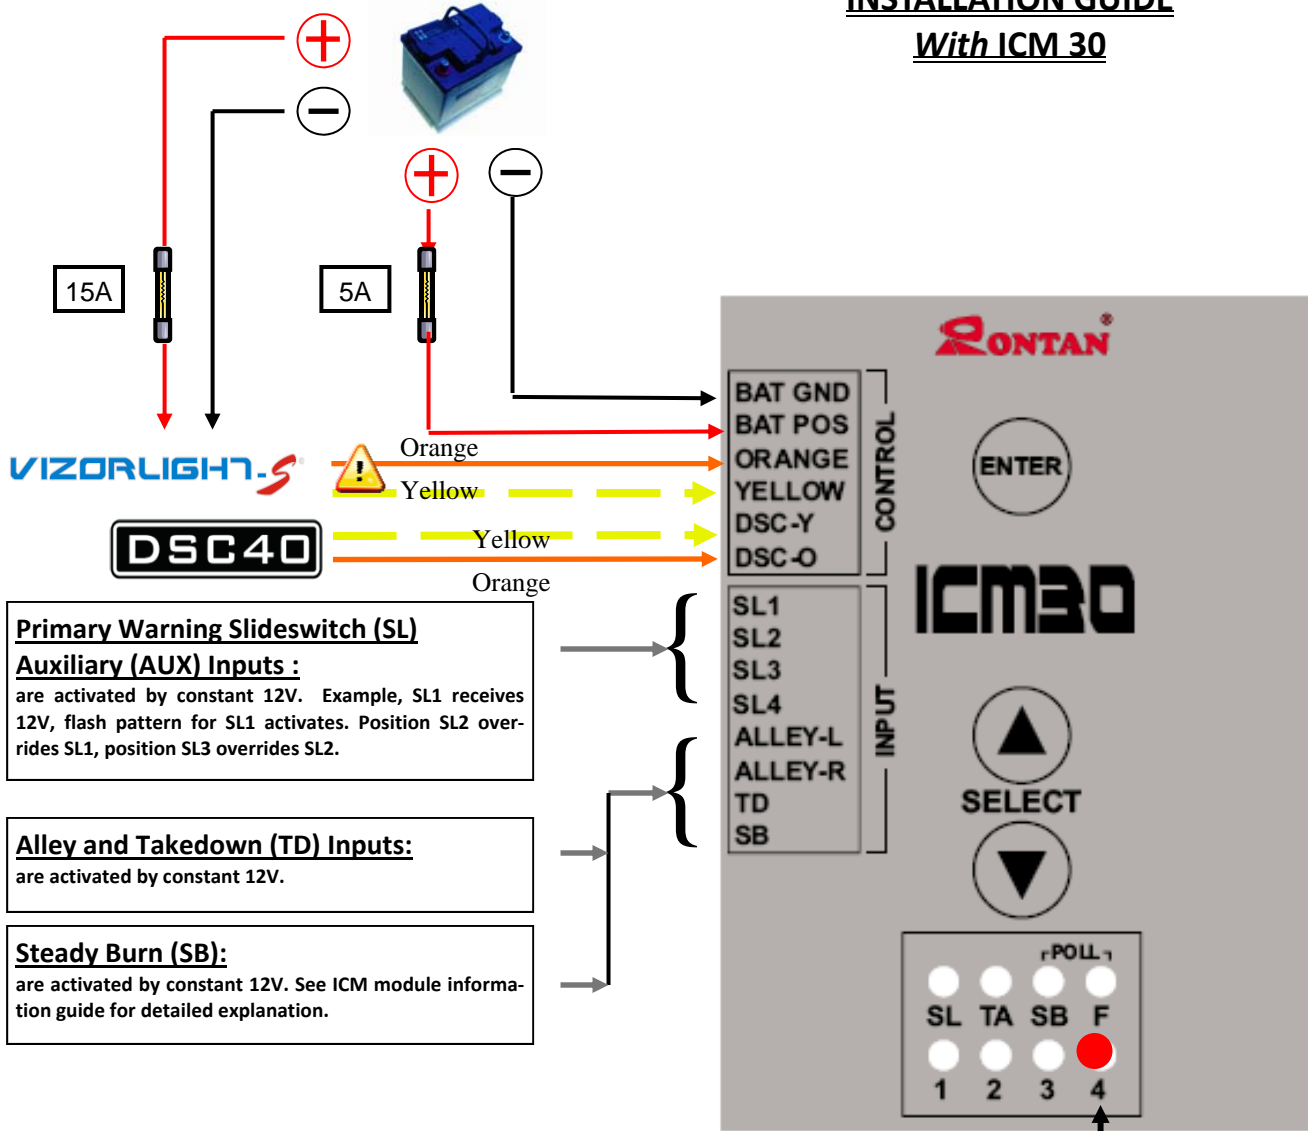 INSTALLATION GUIDE
With ICM 30
15A
5A
RONTAN®
BAT GND
BAT POS
ORANGE
YELLOW
DSC-Y
DSC-O
CONTROL
ENTER
VIZORLIGHT-S
Orange
Yellow
DSC40
Yellow
Orange
ICM30
Primary Warning Slideswitch (SL)
Auxiliary (AUX) Inputs :
are activated by constant 12V. Example, SL1 receives
12V, flash pattern for SL1 activates. Position SL2 over-
rides SL1, position SL3 overrides SL2.
SL1
SL2
SL3
SL4
ALLEY-L
ALLEY-R
TD
SB
INPUT
SELECT
Alley and Takedown (TD) Inputs:
are activated by constant 12V.
Steady Burn (SB):
are activated by constant 12V. See ICM module informa-
tion guide for detailed explanation.
POLL
SL TA SB F
1 2 3 4